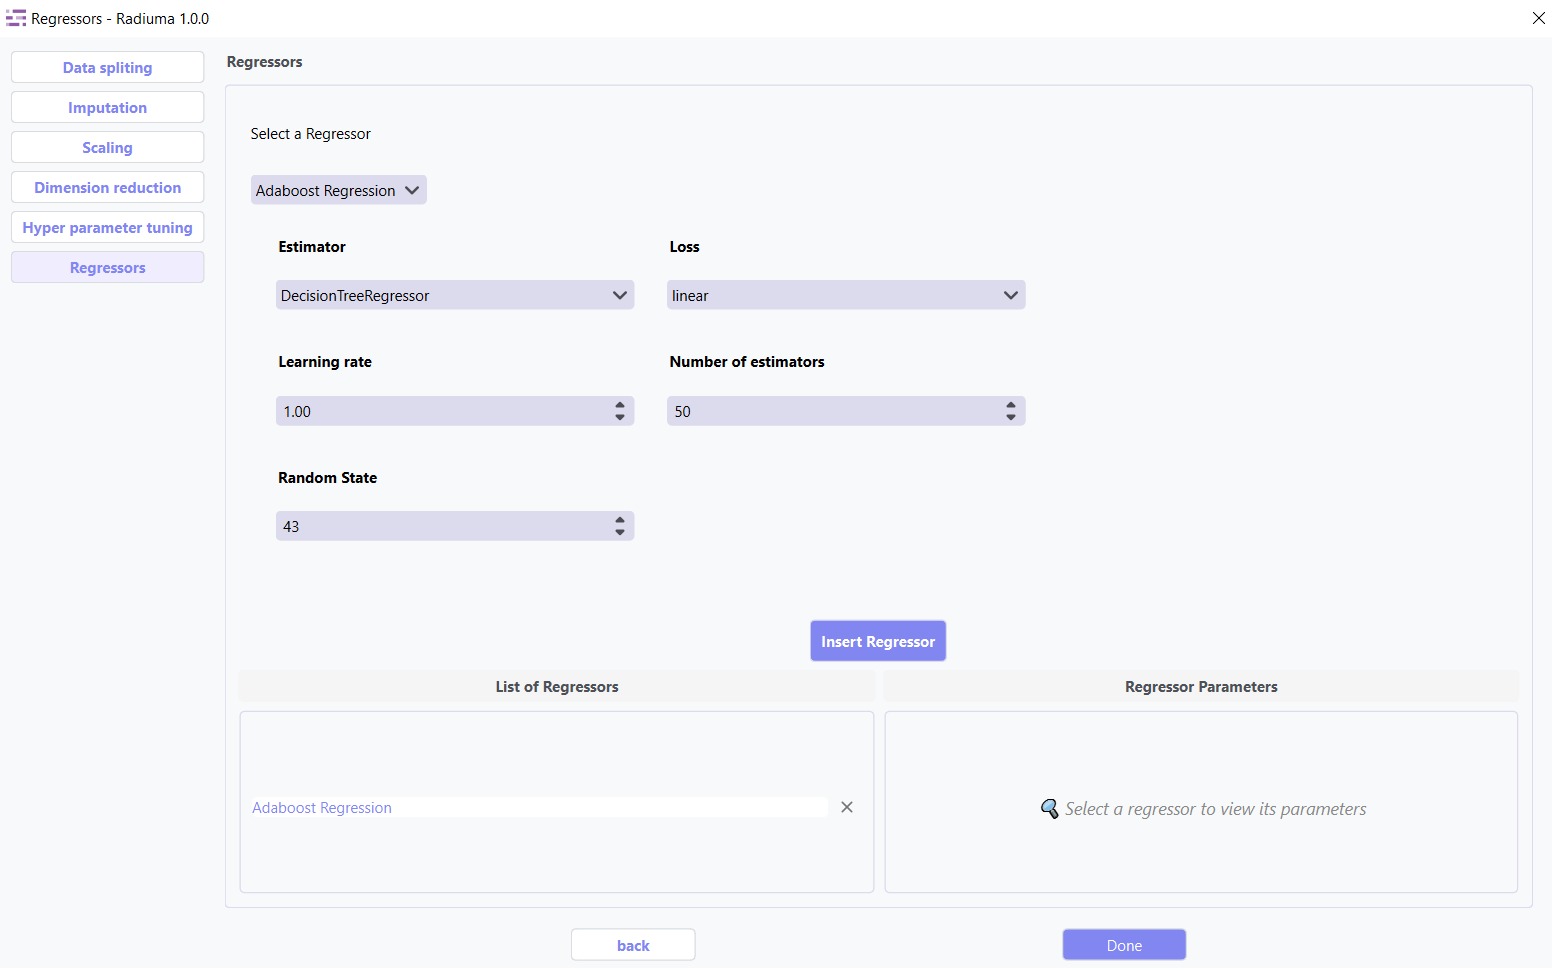 Regressors - Radiuma 1.0.0
Data spliting
Imputation
Scaling
Dimension reduction
Hyper parameter tuning
Regressors
Regressors
Select a Regressor
Adaboost Regression
Estimator
Loss
DecisionTreeRegressor
linear
Learning rate
Number of estimators
1.00
50
Random State
43
Insert Regressor
List of Regressors
Regressor Parameters
Adaboost Regression
Select a regressor to view its parameters
back
Done